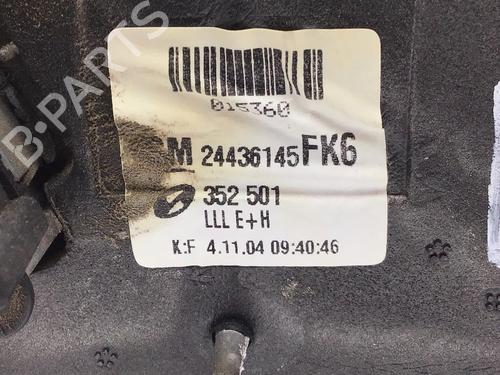 B-PARTS
015360
M 24436145 FK6
352 501
LLL E+H
K:F 4.11.04 09:40:46